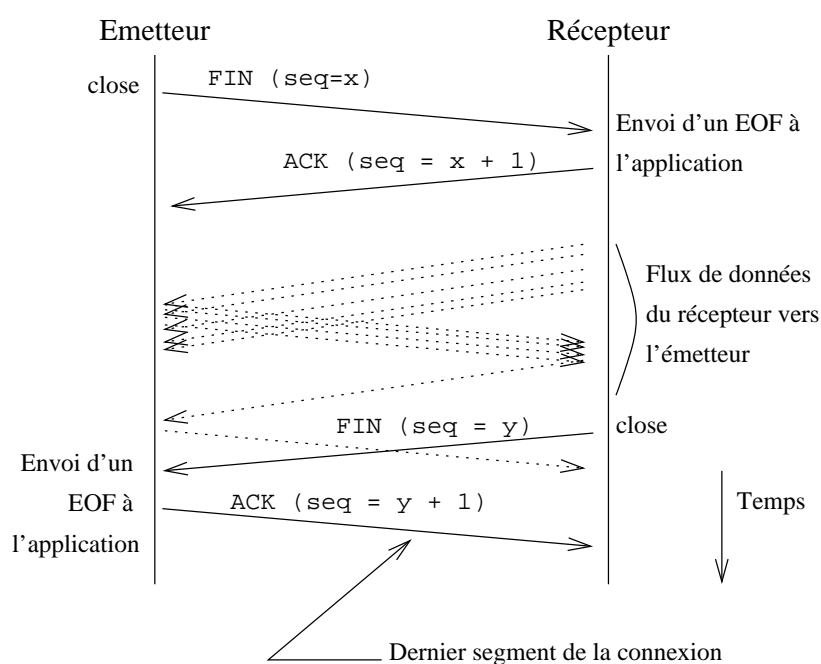 Emetteur
Récepteur
close
FIN (seq=x)
Envoi d'un EOF à
l'application
ACK (seq = x + 1)
Flux de données
du récepteur vers
l'émetteur
FIN (seq = y)
close
Envoi d'un
EOF à
l'application
ACK (seq = y + 1)
Temps
Dernier segment de la connexion